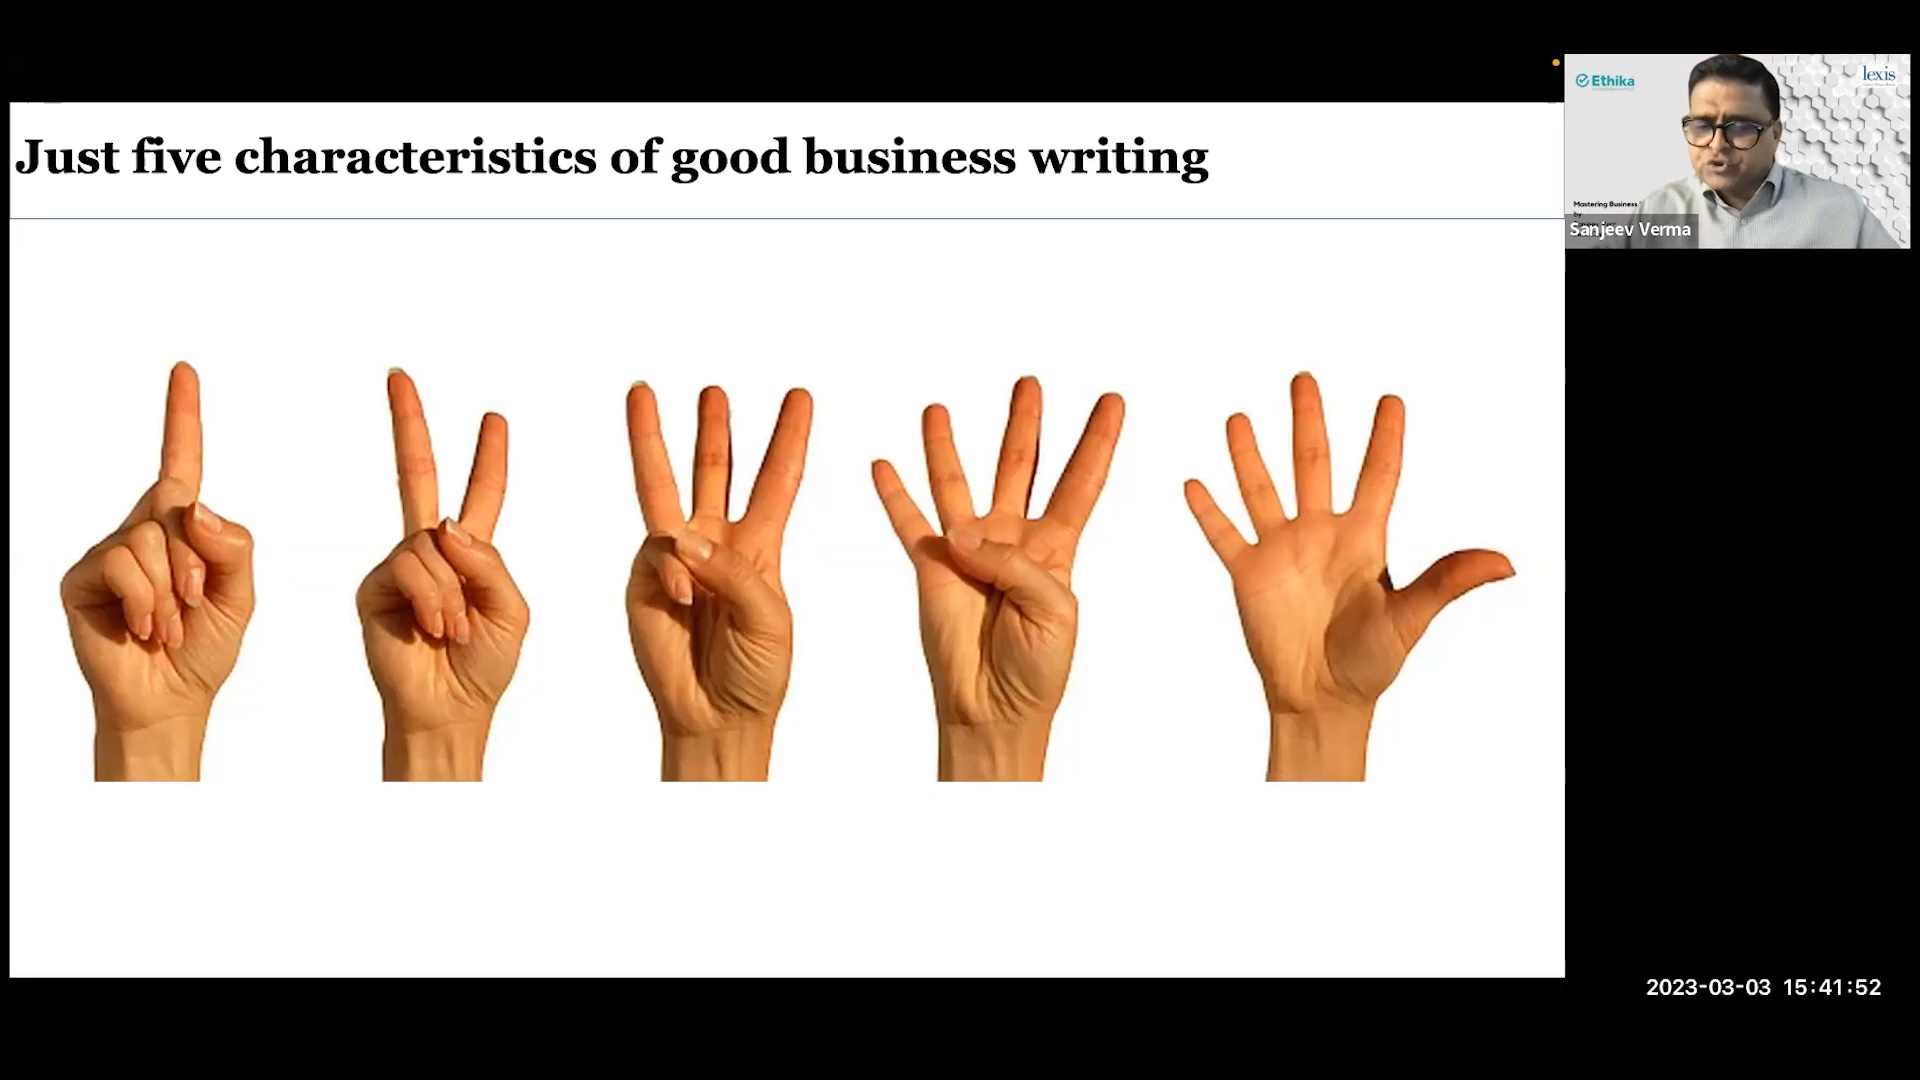 Just five characteristics of good business writing
Ethika
lexis
Mastering Business
by
Sanjeev Verma
2023-03-03 15:41:52